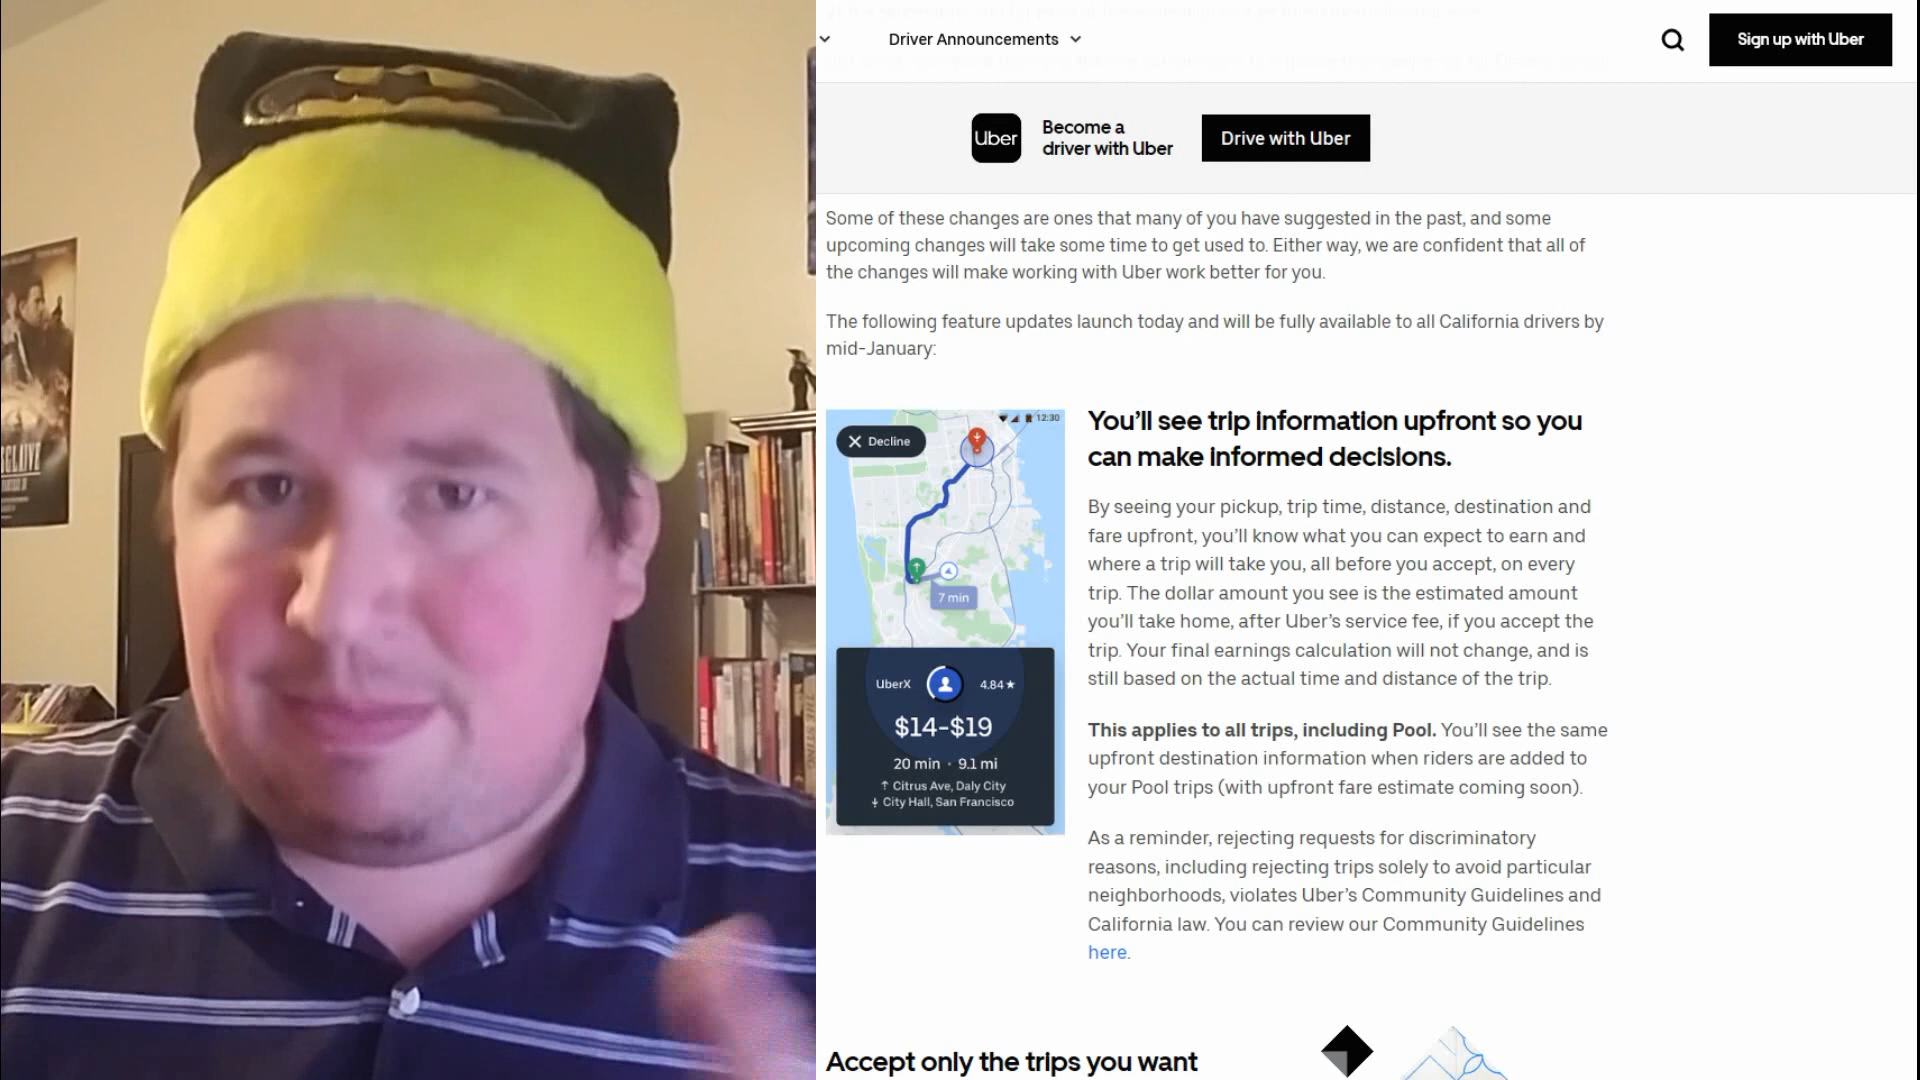 Driver Announcements
Sign up with Uber
Uber
Become a
driver with Uber
Drive with Uber
Some of these changes are ones that many of you have suggested in the past, and some
upcoming changes will take some time to get used to. Either way, we are confident that all of
the changes will make working with Uber work better for you.
The following feature updates launch today and will be fully available to all California drivers by
mid-January:
12:30
Decline
7 min
UberX
4.84★
$14-$19
20 min · 9.1 mi
↑ Citrus Ave, Daly City
↓ City Hall, San Francisco
You’ll see trip information upfront so you
can make informed decisions.
By seeing your pickup, trip time, distance, destination and
fare upfront, you’ll know what you can expect to earn and
where a trip will take you, all before you accept, on every
trip. The dollar amount you see is the estimated amount
you’ll take home, after Uber’s service fee, if you accept the
trip. Your final earnings calculation will not change, and is
still based on the actual time and distance of the trip.
This applies to all trips, including Pool. You’ll see the same
upfront destination information when riders are added to
your Pool trips (with upfront fare estimate coming soon).
As a reminder, rejecting requests for discriminatory
reasons, including rejecting trips solely to avoid particular
neighborhoods, violates Uber’s Community Guidelines and
California law. You can review our Community Guidelines
here.
Accept only the trips you want